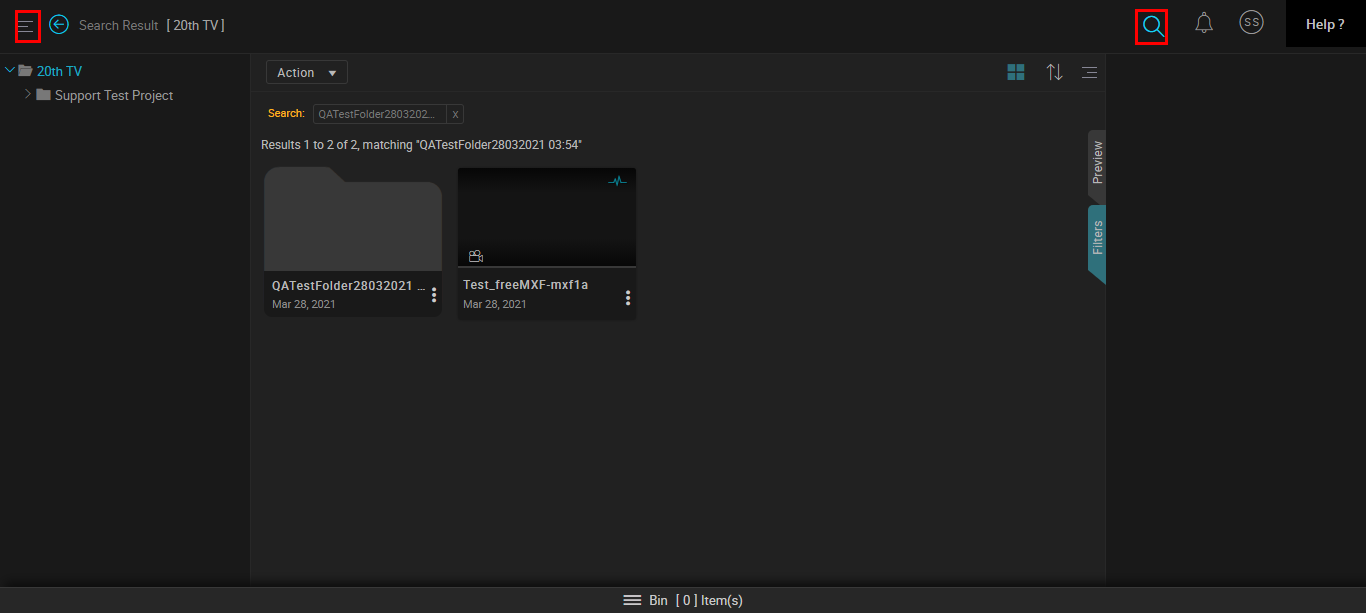 Search Result [ 20th TV ]
SS
Help ?
20th TV
Support Test Project
Action
Search: QATestFolder2803202... X
Results 1 to 2 of 2, matching "QATestFolder28032021 03:54"
QATestFolder28032021 ...
Mar 28, 2021
Test_freeMXF-mxf1a
Mar 28, 2021
Preview
Filters
Bin [ 0 ] Item(s)